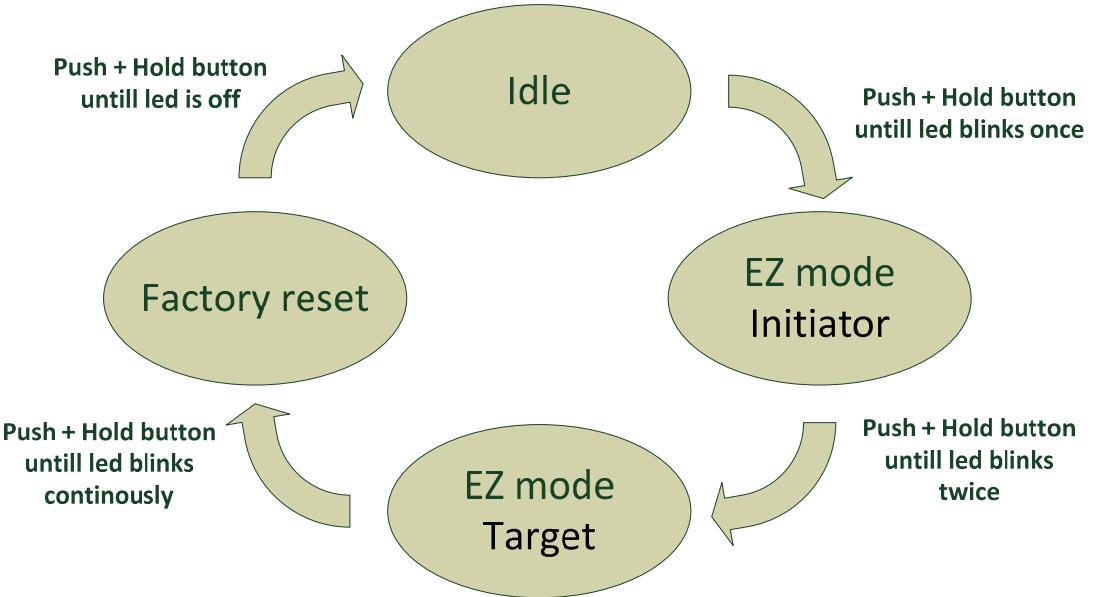 Push + Hold button
untill led is off
Idle
Push + Hold button
untill led blinks once
Factory reset
EZ mode
Initiator
Push + Hold button
untill led blinks
continously
EZ mode
Target
Push + Hold button
untill led blinks
twice